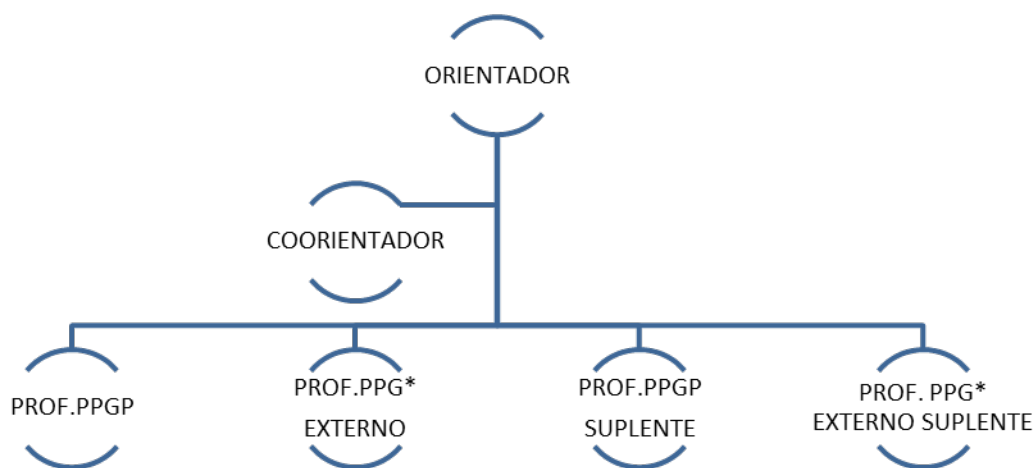 ORIENTADOR
COORIENTADOR
PROF.PPGP
PROF.PPG*
EXTERNO
PROF.PPGP
SUPLENTE
PROF. PPG*
EXTERNO SUPLENTE